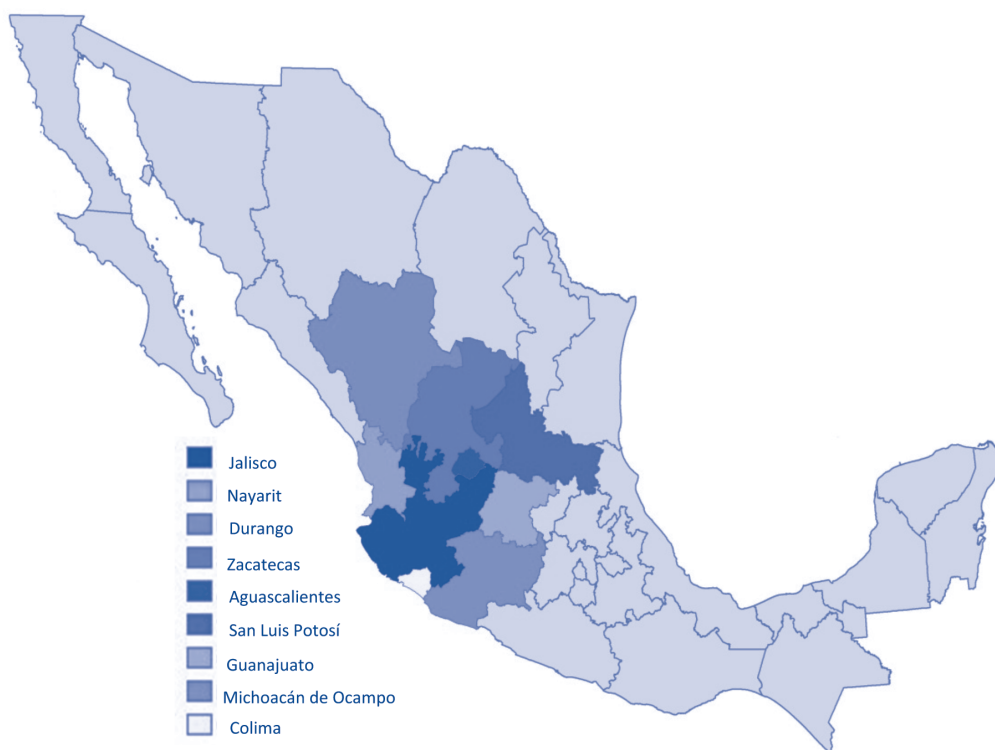 Jalisco
Nayarit
Durango
Zacatecas
Aguascalientes
San Luis Potosí
Guanajuato
Michoacán de Ocampo
Colima